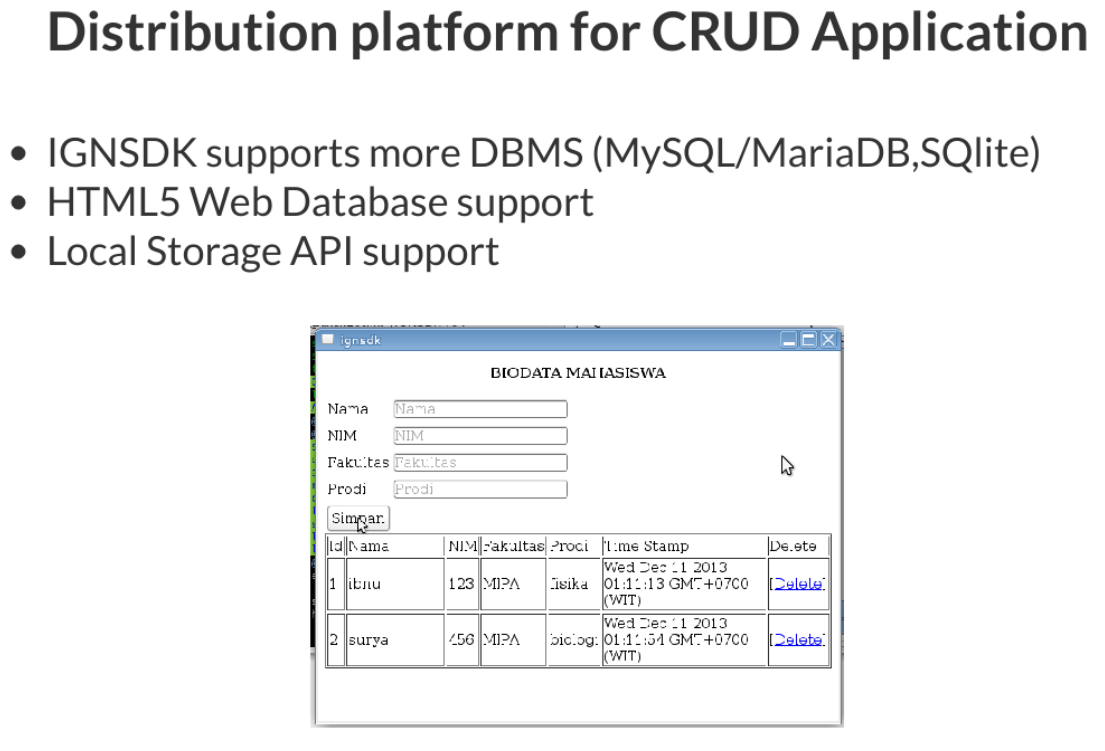 Distribution platform for CRUD Application
• IGNSDK supports more DBMS (MySQL/MariaDB,SQlite)
• HTML5 Web Database support
• Local Storage API support
ignsdk
BIODATA MAHASISWA
Nama Nama
NIM NIM
Fakultas Fakultas
Prodi Prodi
Simpan
Id Nama NIM Fakultas Prodi Time Stamp Delete
1 ibnu 123 MIPA fisika Wed Dec 11 2013
01:11:13 GMT+0700
(WIT)
[Delete]
2 surya 456 MIPA biologi Wed Dec 11 2013
01:11:54 GMT+0700
(WIT)
[Delete]